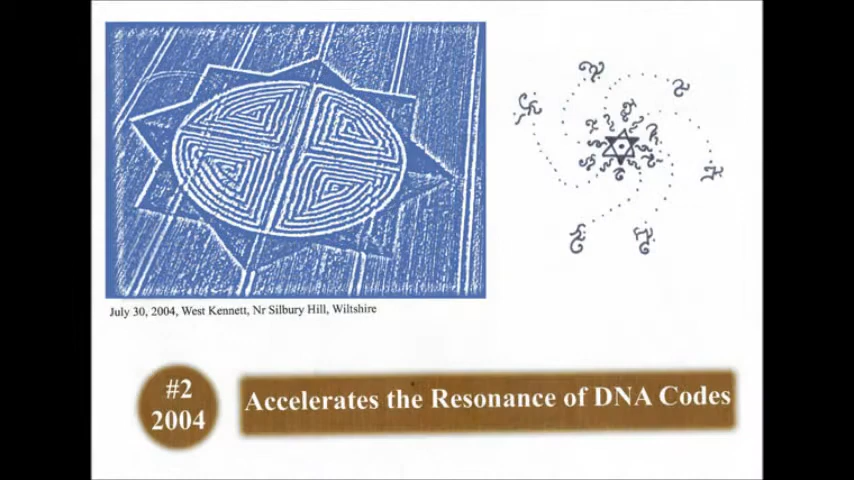 July 30, 2004, West Kennett, Nr Silbury Hill, Wiltshire
#2
2004
Accelerates the Resonance of DNA Codes